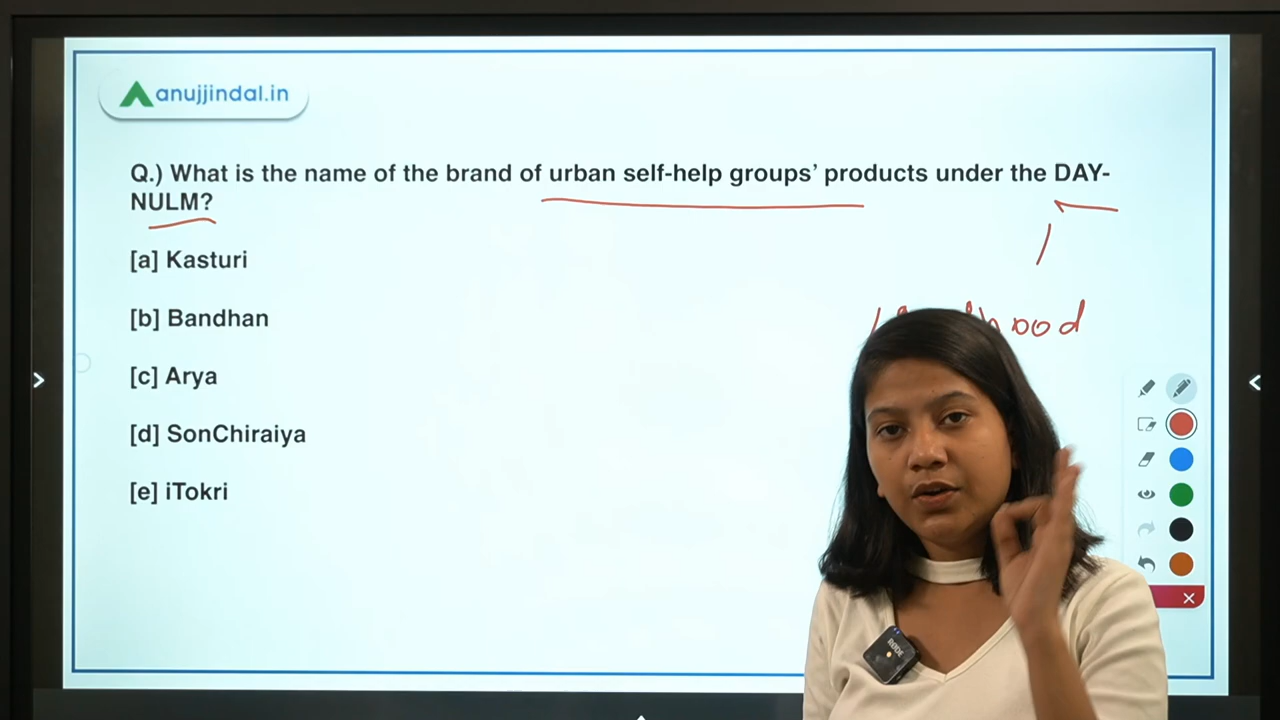 anujjindal.in
Q.) What is the name of the brand of urban self-help groups’ products under the DAY-
NULM?
[a] Kasturi
[b] Bandhan
[c] Arya
[d] SonChiraiya
[e] iTokri
RØDE